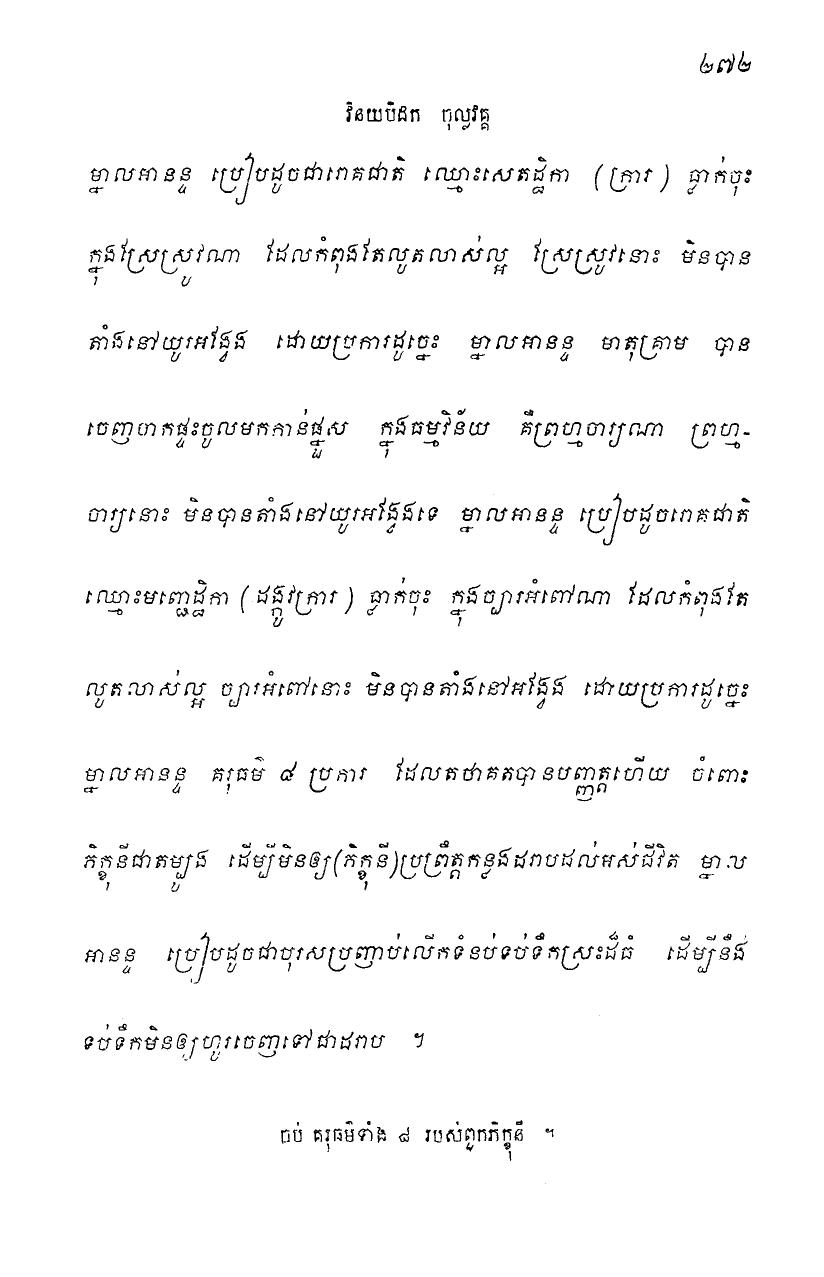 ២៧២
វិនយបិដក ចុល្លវគ្គ
ម្នាលអានន្ទ ប្រៀបដូចជារោគជាតិ ឈ្មោះសេតដ្ឋិកា (ក្រាវ) ធ្លាក់ចុះ
ក្នុងស្រែស្រូវណា ដែលកំពុងតែលូតលាស់ល្អ ស្រែស្រូវនោះ មិនបាន
តាំងនៅយូរអង្វែង ដោយប្រការដូច្នេះ ម្នាលអានន្ទ មាតុគ្រាម បាន
ចេញចាកផ្ទះចូលមកកាន់ផ្នួស ក្នុងធម្មវិន័យ គឺព្រហ្មចារ្យណា ព្រហ្ម-
ចារ្យនោះ មិនបានតាំងនៅយូរអង្វែងទេ ម្នាលអានន្ទ ប្រៀបដូចរោគជាតិ
ឈ្មោះមញ្ជេដ្ឋិកា (ដង្កូវក្រាវ) ធ្លាក់ចុះ ក្នុងច្បារអំពៅណា ដែលកំពុងតែ
លូតលាស់ល្អ ច្បារអំពៅនោះ មិនបានតាំងនៅអង្វែង ដោយប្រការដូច្នេះ
ម្នាលអានន្ទ គរុធម៌ ៨ ប្រការ ដែលតថាគតបានបញ្ញត្តហើយ ចំពោះ
ភិក្ខុនីជាតម្បូង ដើម្បីមិនឲ្យ(ភិក្ខុនី)ប្រព្រឹត្តកន្លងដរាបដល់អស់ជីវិត ម្នាល
អានន្ទ ប្រៀបដូចជាបុរសប្រញាប់លើកទំនប់ទប់ទឹកស្រះដ៏ធំ ដើម្បីនឹង
ទប់ទឹកមិនឲ្យហូរចេញទៅជាដរាប ។
ចប់ គរុធម៌ទាំង ៨ របស់ពួកភិក្ខុនី ។